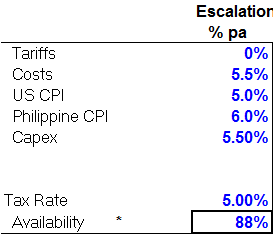 Escalation
% pa
Tariffs 0%
Costs 5.5%
US CPI 5.0%
Philippine CPI 6.0%
Capex 5.50%
Tax Rate 5.00%
Availability * 88%